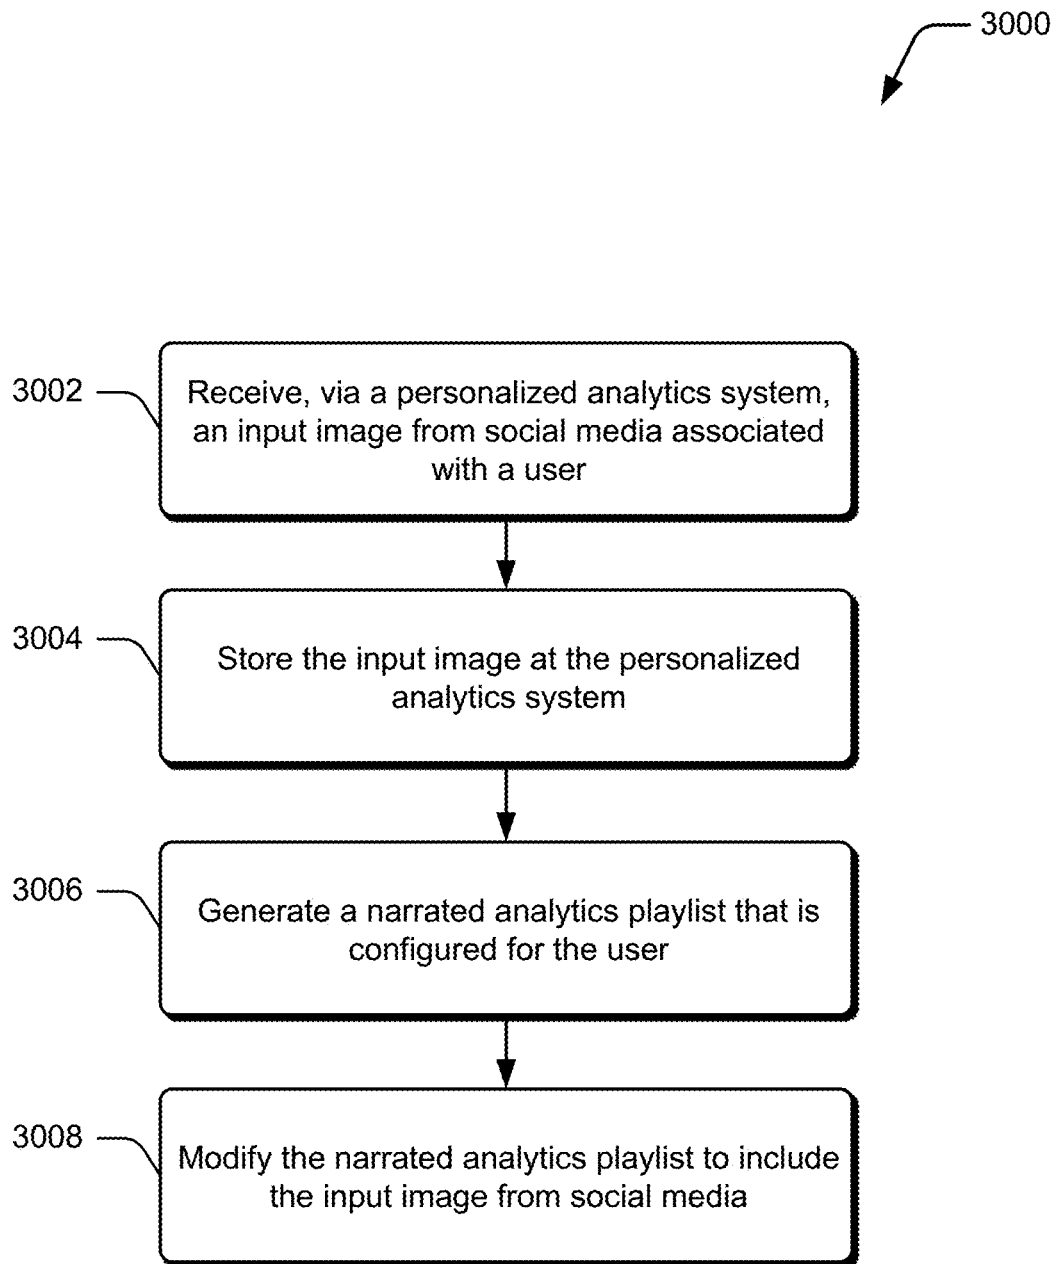 3000
3002
Receive, via a personalized analytics system,
an input image from social media associated
with a user
3004
Store the input image at the personalized
analytics system
3006
Generate a narrated analytics playlist that is
configured for the user
3008
Modify the narrated analytics playlist to include
the input image from social media